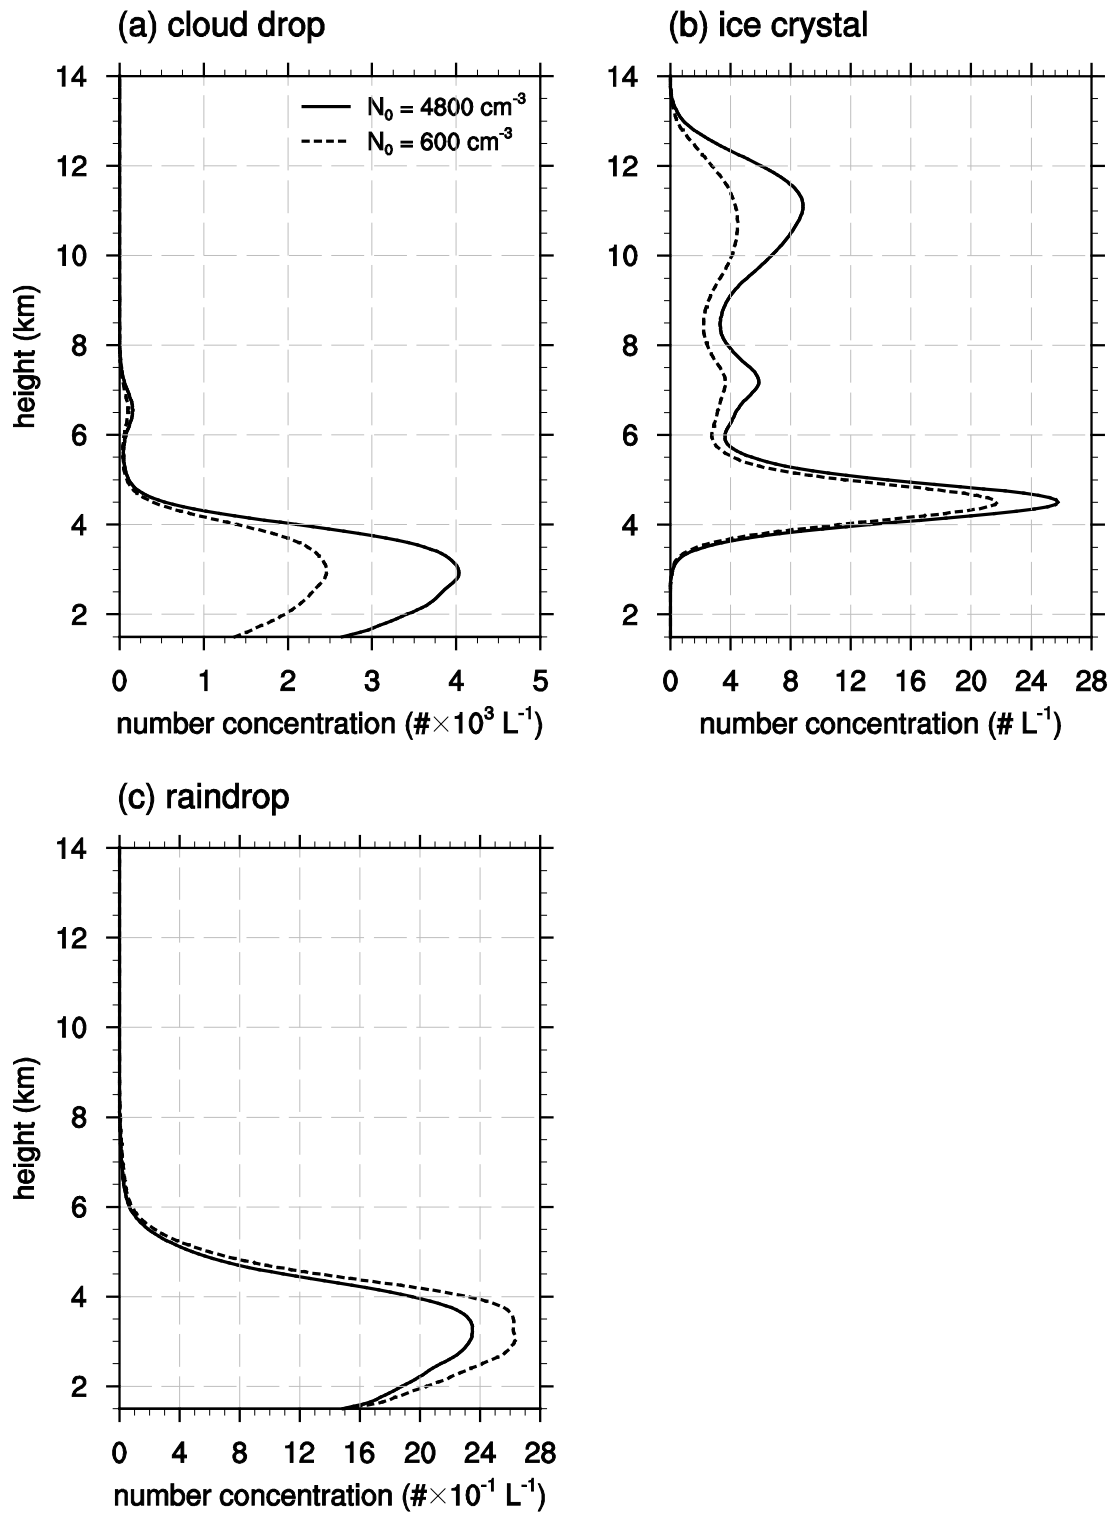 (a) cloud drop
(b) ice crystal
14
12
10
8
6
4
2
height (km)
N₀ = 4800 cm⁻³
N₀ = 600 cm⁻³
0 1 2 3 4 5
number concentration (#×10³ L⁻¹)
14
12
10
8
6
4
2
0 4 8 12 16 20 24 28
number concentration (# L⁻¹)
(c) raindrop
14
12
10
8
6
4
2
height (km)
0 4 8 12 16 20 24 28
number concentration (#×10⁻¹ L⁻¹)